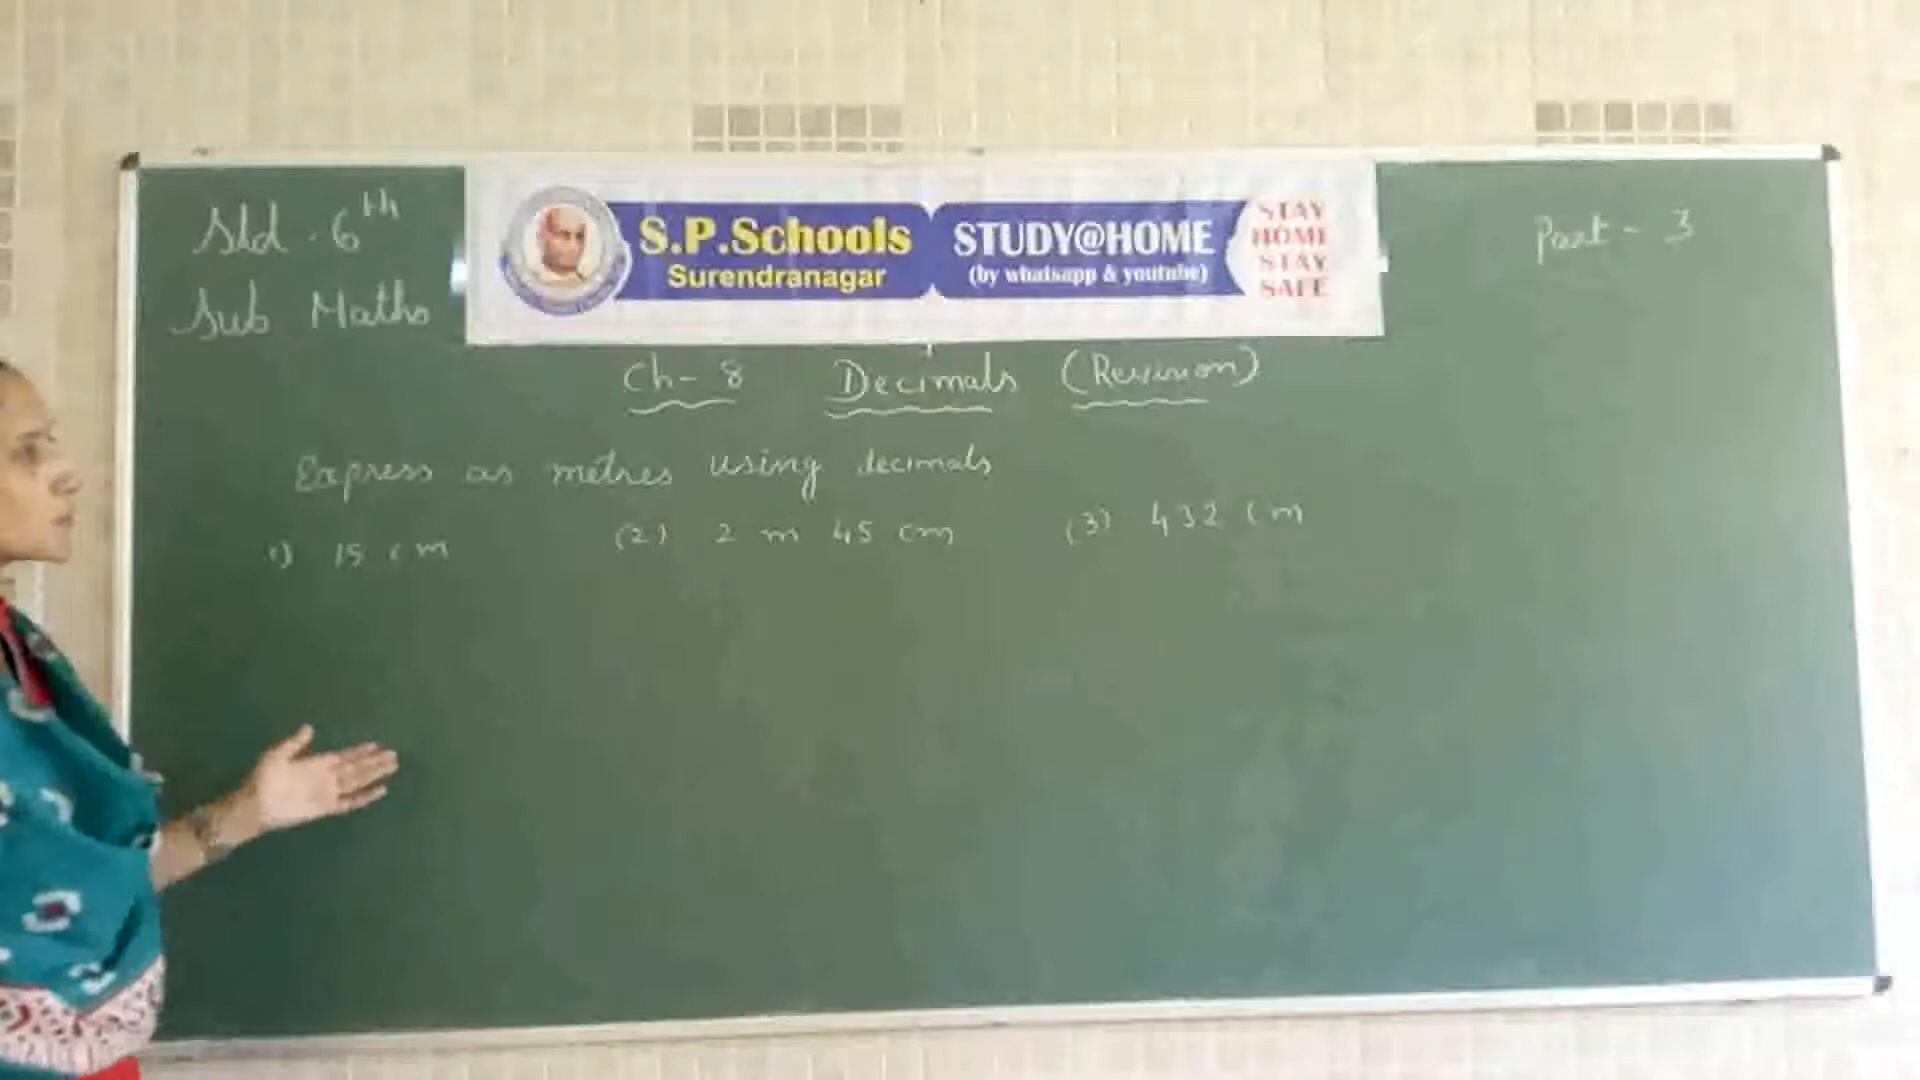 Std. 6th
Sub Maths
S.P.Schools
Surendranagar
STUDY@HOME
(by whatsapp & youtube)
STAY
HOME
STAY
SAFE
Part - 3
Ch - 8 Decimals (Revision)
Express as metres using decimals
1) 15 cm (2) 2 m 45 cm (3) 432 cm